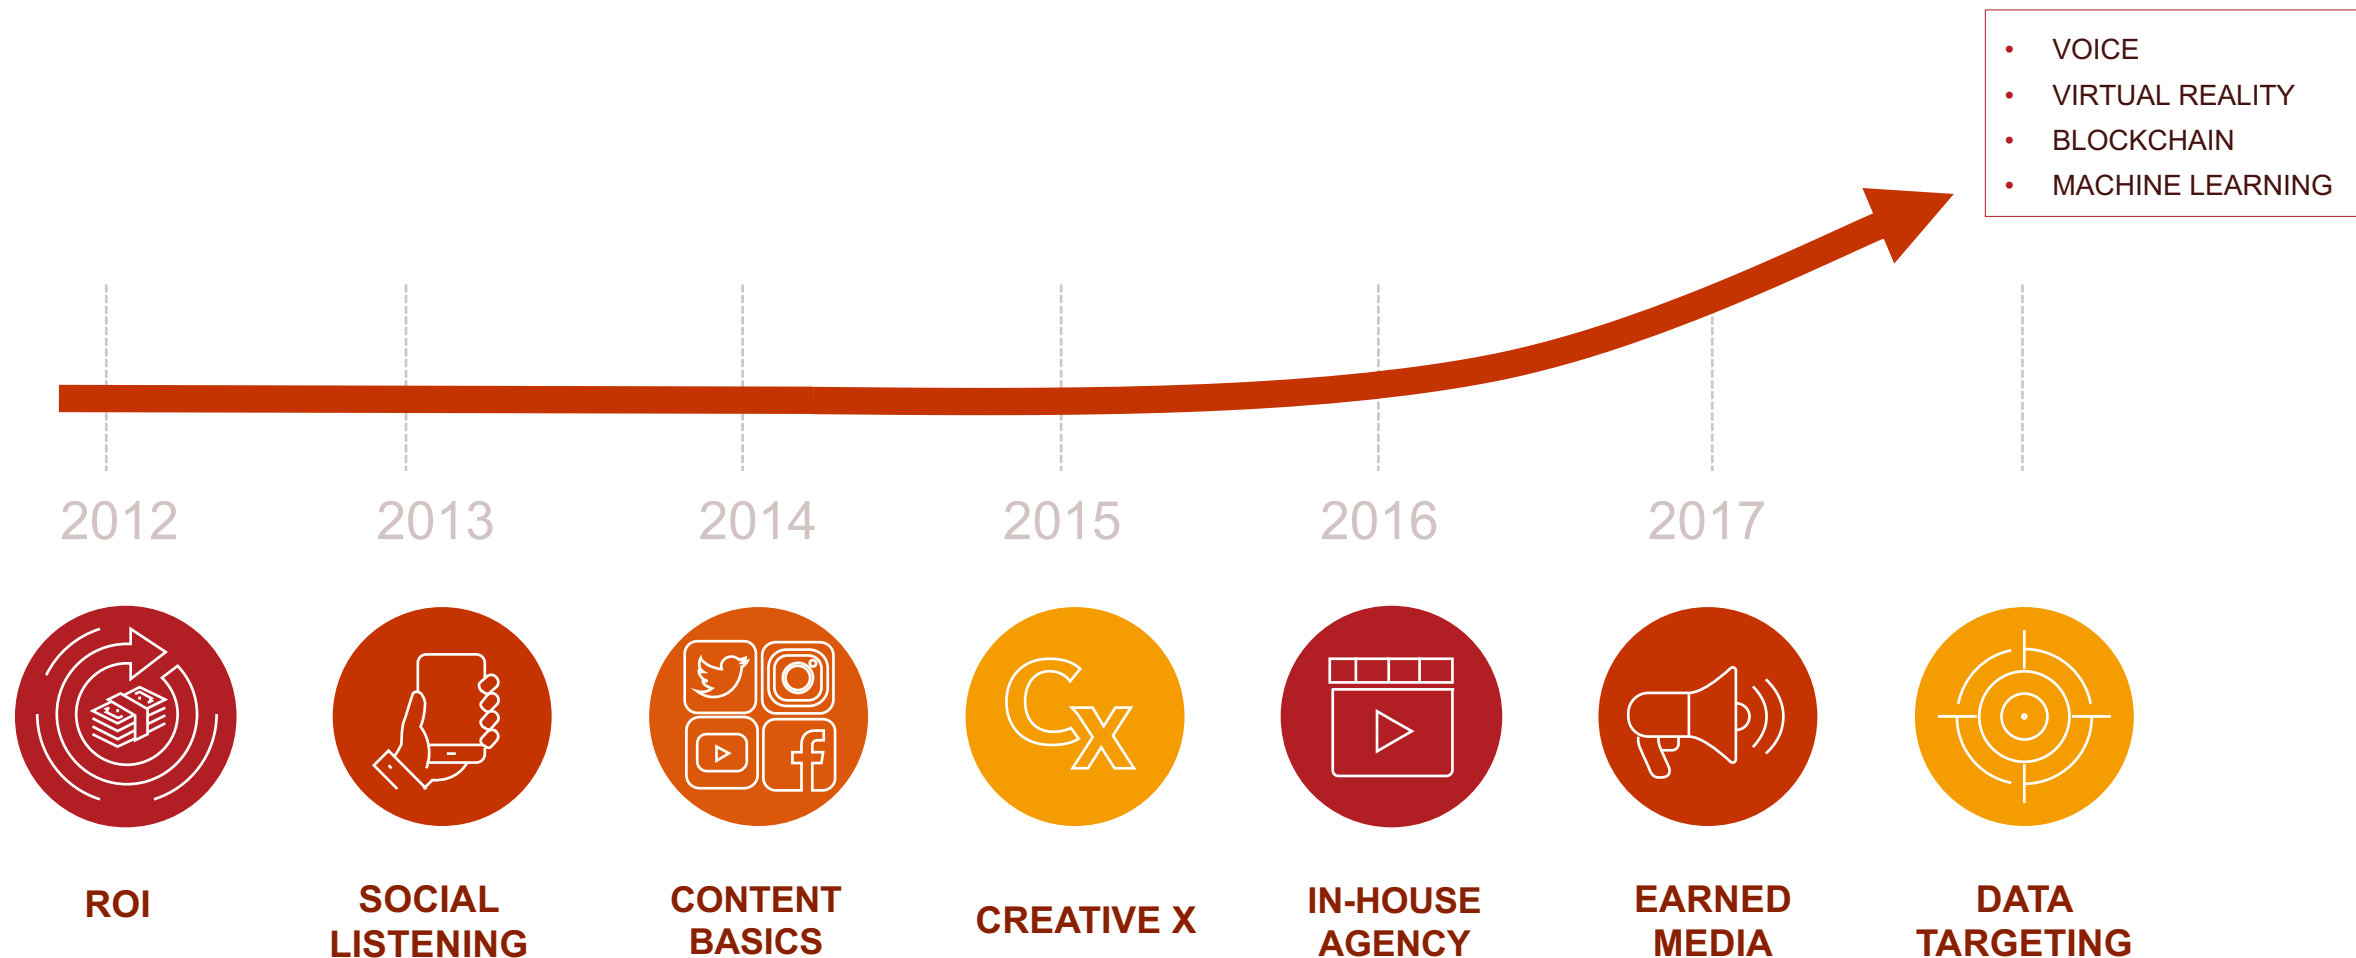 • VOICE
• VIRTUAL REALITY
• BLOCKCHAIN
• MACHINE LEARNING
2012
2013
2014
2015
2016
2017
Cx
ROI
SOCIAL
LISTENING
CONTENT
BASICS
CREATIVE X
IN-HOUSE
AGENCY
EARNED
MEDIA
DATA
TARGETING